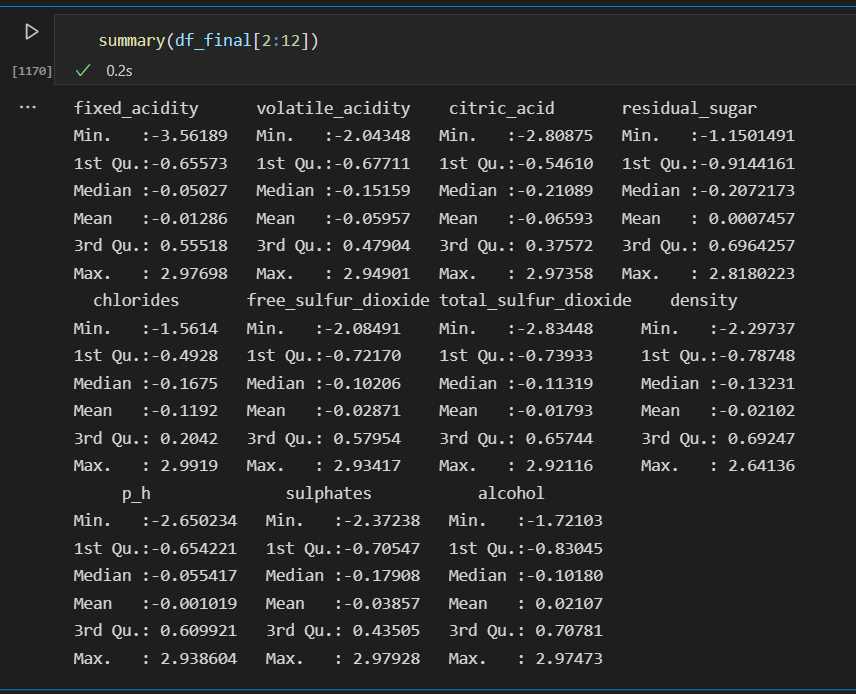 summary(df_final[2:12])
[1170] 0.2s
fixed_acidity volatile_acidity citric_acid residual_sugar
Min. :-3.56189 Min. :-2.04348 Min. :-2.80875 Min. :-1.1501491
1st Qu.:-0.65573 1st Qu.:-0.67711 1st Qu.:-0.54610 1st Qu.:-0.9144161
Median :-0.05027 Median :-0.15159 Median :-0.21089 Median :-0.2072173
Mean :-0.01286 Mean :-0.05957 Mean :-0.06593 Mean : 0.0007457
3rd Qu.: 0.55518 3rd Qu.: 0.47904 3rd Qu.: 0.37572 3rd Qu.: 0.6964257
Max. : 2.97698 Max. : 2.94901 Max. : 2.97358 Max. : 2.8180223
chlorides free_sulfur_dioxide total_sulfur_dioxide density
Min. :-1.5614 Min. :-2.08491 Min. :-2.83448 Min. :-2.29737
1st Qu.:-0.4928 1st Qu.:-0.72170 1st Qu.:-0.73933 1st Qu.:-0.78748
Median :-0.1675 Median :-0.10206 Median :-0.11319 Median :-0.13231
Mean :-0.1192 Mean :-0.02871 Mean :-0.01793 Mean :-0.02102
3rd Qu.: 0.2042 3rd Qu.: 0.57954 3rd Qu.: 0.65744 3rd Qu.: 0.69247
Max. : 2.9919 Max. : 2.93417 Max. : 2.92116 Max. : 2.64136
p_h sulphates alcohol
Min. :-2.650234 Min. :-2.37238 Min. :-1.72103
1st Qu.:-0.654221 1st Qu.:-0.70547 1st Qu.:-0.83045
Median :-0.055417 Median :-0.17908 Median :-0.10180
Mean :-0.001019 Mean :-0.03857 Mean : 0.02107
3rd Qu.: 0.609921 3rd Qu.: 0.43505 3rd Qu.: 0.70781
Max. : 2.938604 Max. : 2.97928 Max. : 2.97473